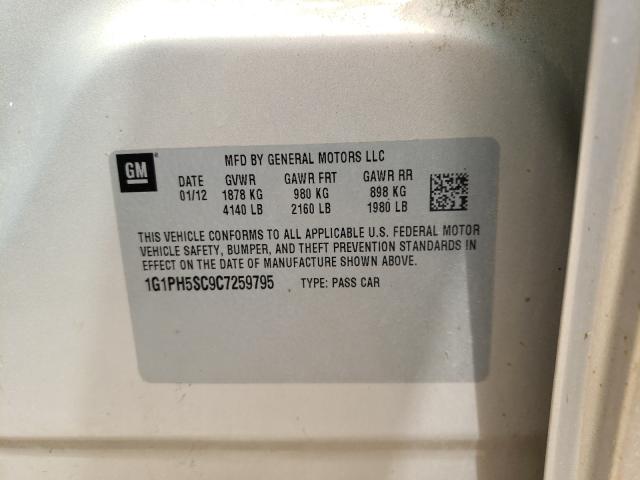 GM
MFD BY GENERAL MOTORS LLC
DATE GVWR GAWR FRT GAWR RR
01/12 1878 KG 980 KG 898 KG
4140 LB 2160 LB 1980 LB
THIS VEHICLE CONFORMS TO ALL APPLICABLE U.S. FEDERAL MOTOR
VEHICLE SAFETY, BUMPER, AND THEFT PREVENTION STANDARDS IN
EFFECT ON THE DATE OF MANUFACTURE SHOWN ABOVE.
1G1PH5SC9C7259795 TYPE: PASS CAR